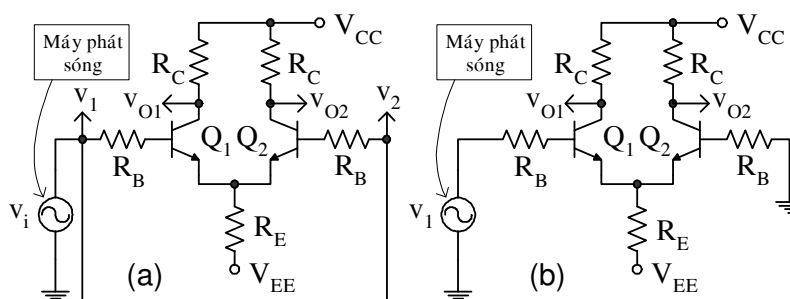 Máy phát
sóng
V_CC
R_C
R_C
v_1
v_O1
v_O2
v_2
Q_1
Q_2
R_B
R_B
v_i
R_E
(a)
V_EE
Máy phát
sóng
V_CC
R_C
R_C
v_O1
v_O2
Q_1
Q_2
R_B
R_B
v_1
R_E
(b)
V_EE